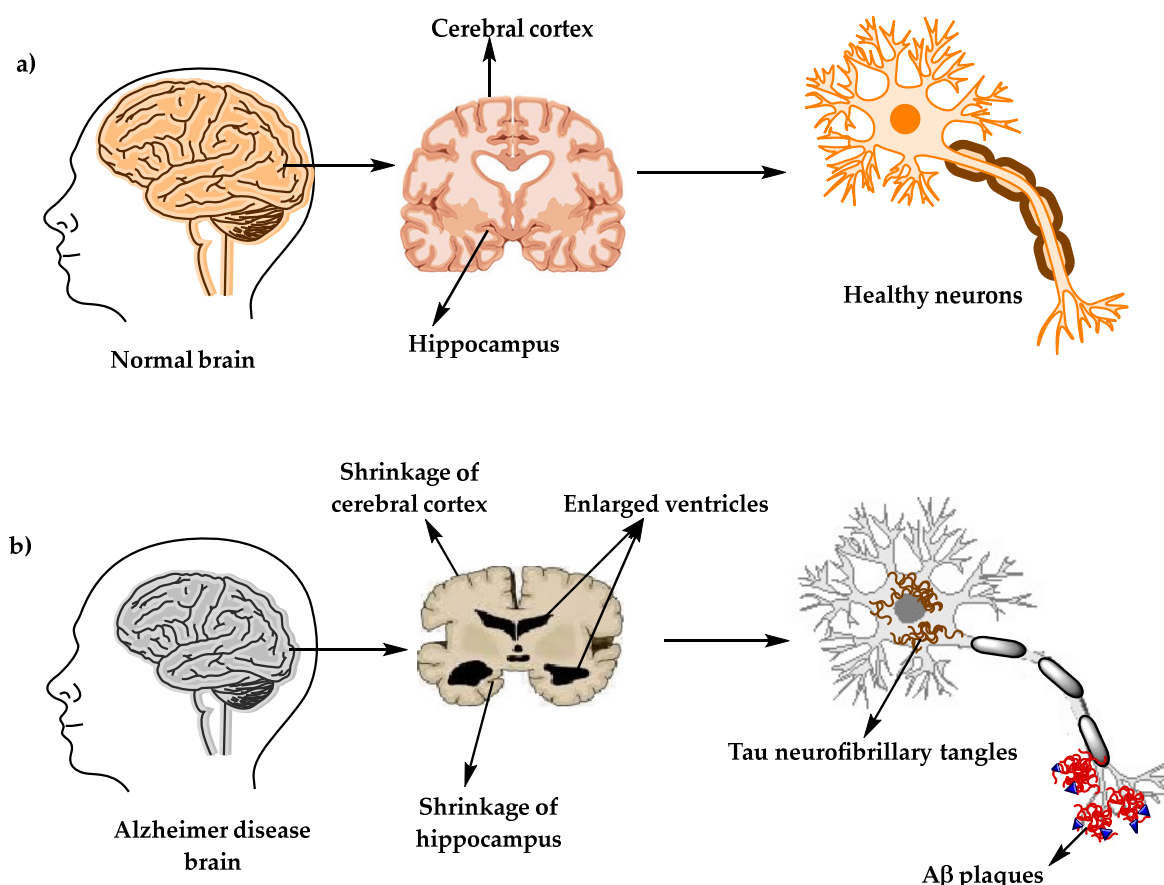 a)
Cerebral cortex
Hippocampus
Normal brain
Healthy neurons
b)
Shrinkage of
cerebral cortex
Enlarged ventricles
Tau neurofibrillary tangles
Shrinkage of
hippocampus
Alzheimer disease
brain
Aβ plaques